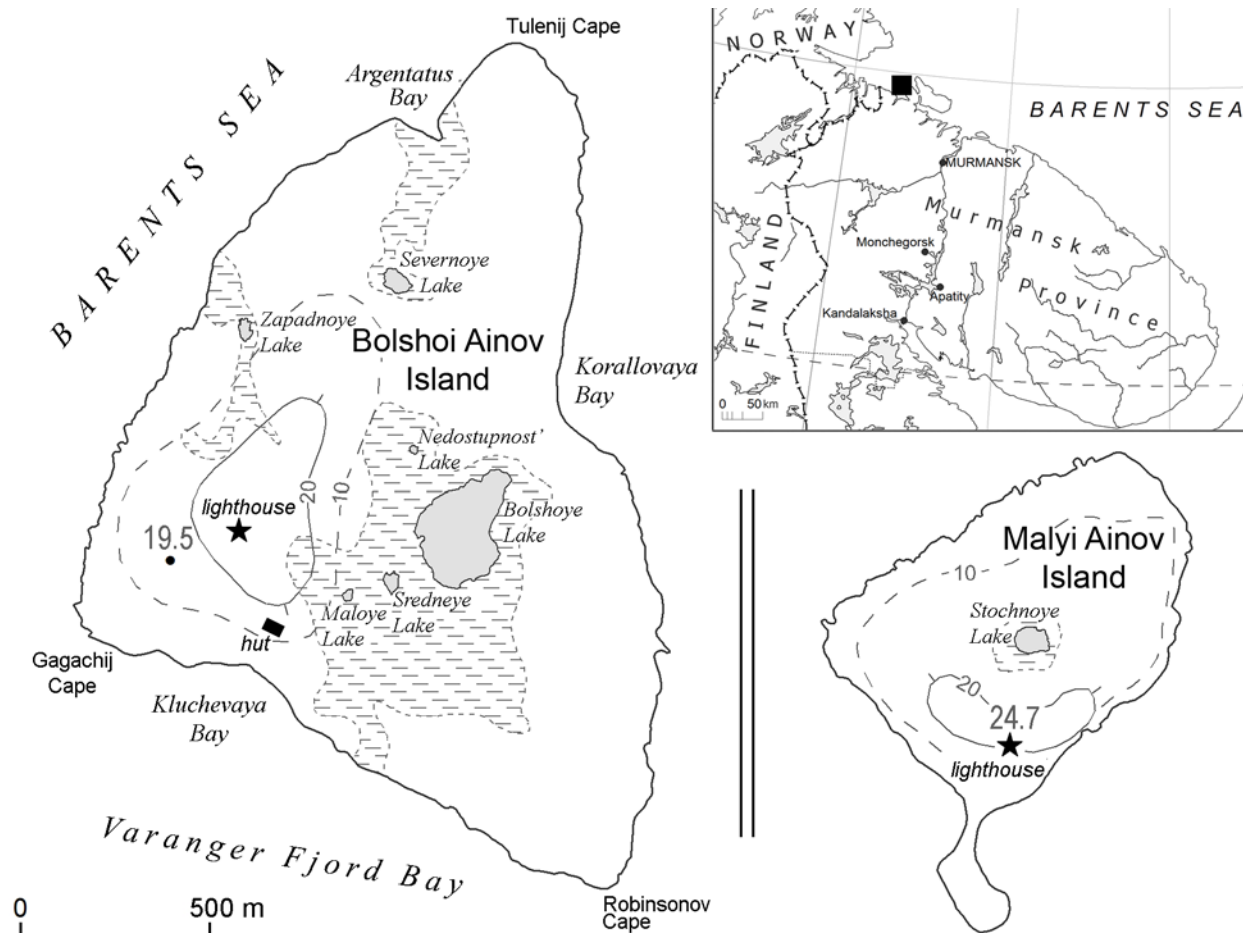 Tulenij Cape
Argentatus
Bay
BARENTS SEA
Severnoye
Lake
Zapadnoye
Lake
Bolshoi Ainov
Island
Korallovaya
Bay
Nedostupnost’
Lake
20
10
lighthouse
Bolshoye
Lake
19.5
Sredneye
Lake
Maloye
Lake
hut
Gagachij
Cape
Kluchevaya
Bay
Varanger Fjord Bay
Robinsonov
Cape
0 500 m
NORWAY
BARENTS SEA
MURMANSK
Murmansk
Province
Monchegorsk
Apatity
Kandalaksha
FINLAND
0 50 km
Malyi Ainov
Island
10
Stochnoye
Lake
20
24.7
lighthouse